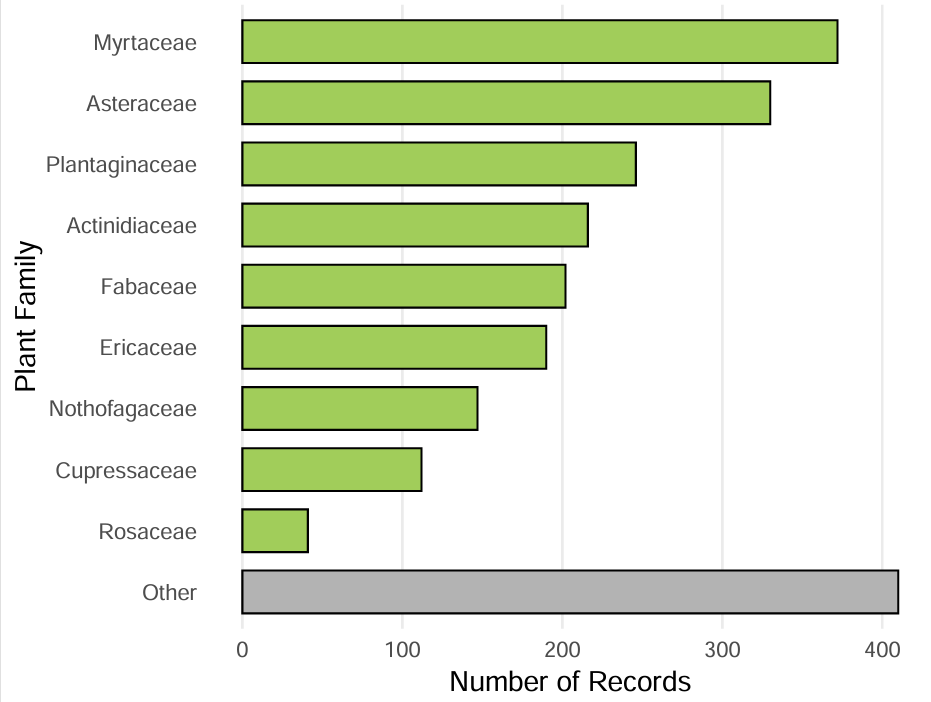 Plant Family
Myrtaceae
Asteraceae
Plantaginaceae
Actinidiaceae
Fabaceae
Ericaceae
Nothofagaceae
Cupressaceae
Rosaceae
Other
0 100 200 300 400
Number of Records